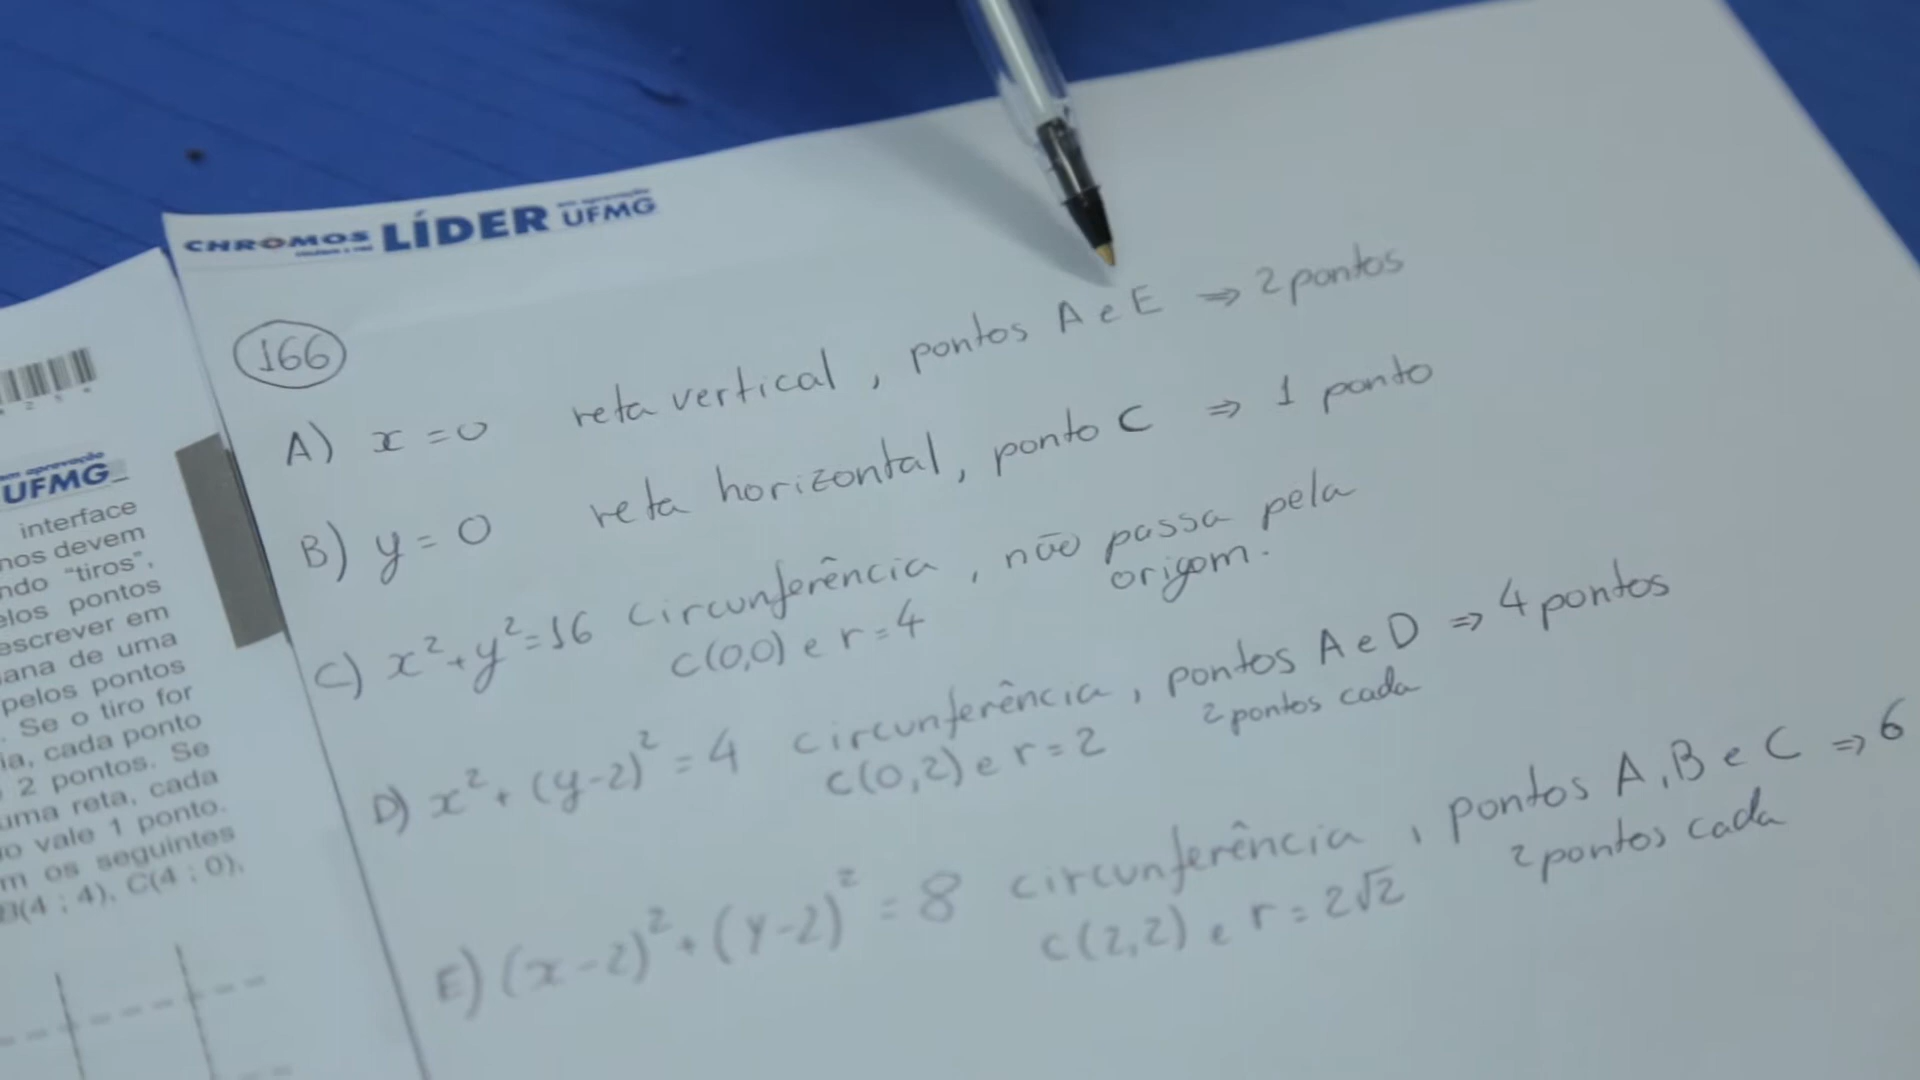 CHROMOS LÍDER em aprovação UFMG
166
A) x = 0 reta vertical, pontos A e E ⇒ 2 pontos
B) y = 0 reta horizontal, ponto C ⇒ 1 ponto
C) x² + y² = 16 circunferência, não passa pela
origem.
C(0,0) e r = 4
D) x² + (y-2)² = 4 circunferência, pontos A e D ⇒ 4 pontos
C(0,2) e r = 2 2 pontos cada
E) (x-2)² + (y-2)² = 8 circunferência, pontos A, B e C ⇒ 6
C(2,2) e r = 2√2 2 pontos cada
em aprovação
UFMG
interface
nos devem
ndo “tiros”,
elos pontos
escrever em
ana de uma
pelos pontos
. Se o tiro for
ia, cada ponto
2 pontos. Se
uma reta, cada
o vale 1 ponto.
m os seguintes
B(4 ; 4), C(4 ; 0),